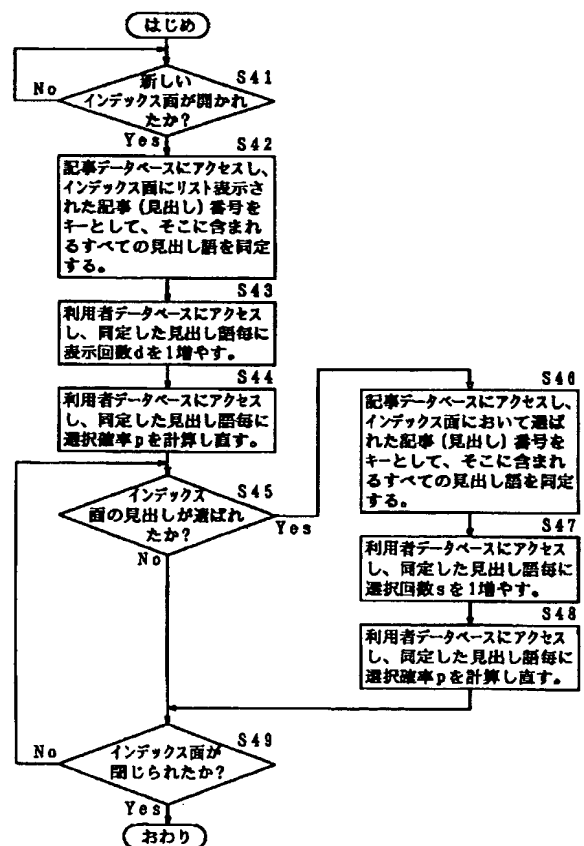 はじめ
S41
No
新しい
インデックス面が開かれ
たか?
Yes
S42
記事データベースにアクセスし、
インデックス面にリスト表示さ
れた記事(見出し)番号を
キーとして、そこに含まれ
るすべての見出し語を同定
する。
S43
利用者データベースにアクセス
し、同定した見出し語毎に
表示回数dを1増やす。
S44
利用者データベースにアクセス
し、同定した見出し語毎に
選択確率pを計算し直す。
S45
インデックス
面の見出しが選ばれ
たか?
Yes
No
S46
記事データベースにアクセスし、
インデックス面において選ば
れた記事(見出し)番号を
キーとして、そこに含まれ
るすべての見出し語を同定
する。
S47
利用者データベースにアクセス
し、同定した見出し語毎に
選択回数sを1増やす。
S48
利用者データベースにアクセス
し、同定した見出し語毎に
選択確率pを計算し直す。
S49
No
インデックス面が
閉じられたか?
Yes
おわり